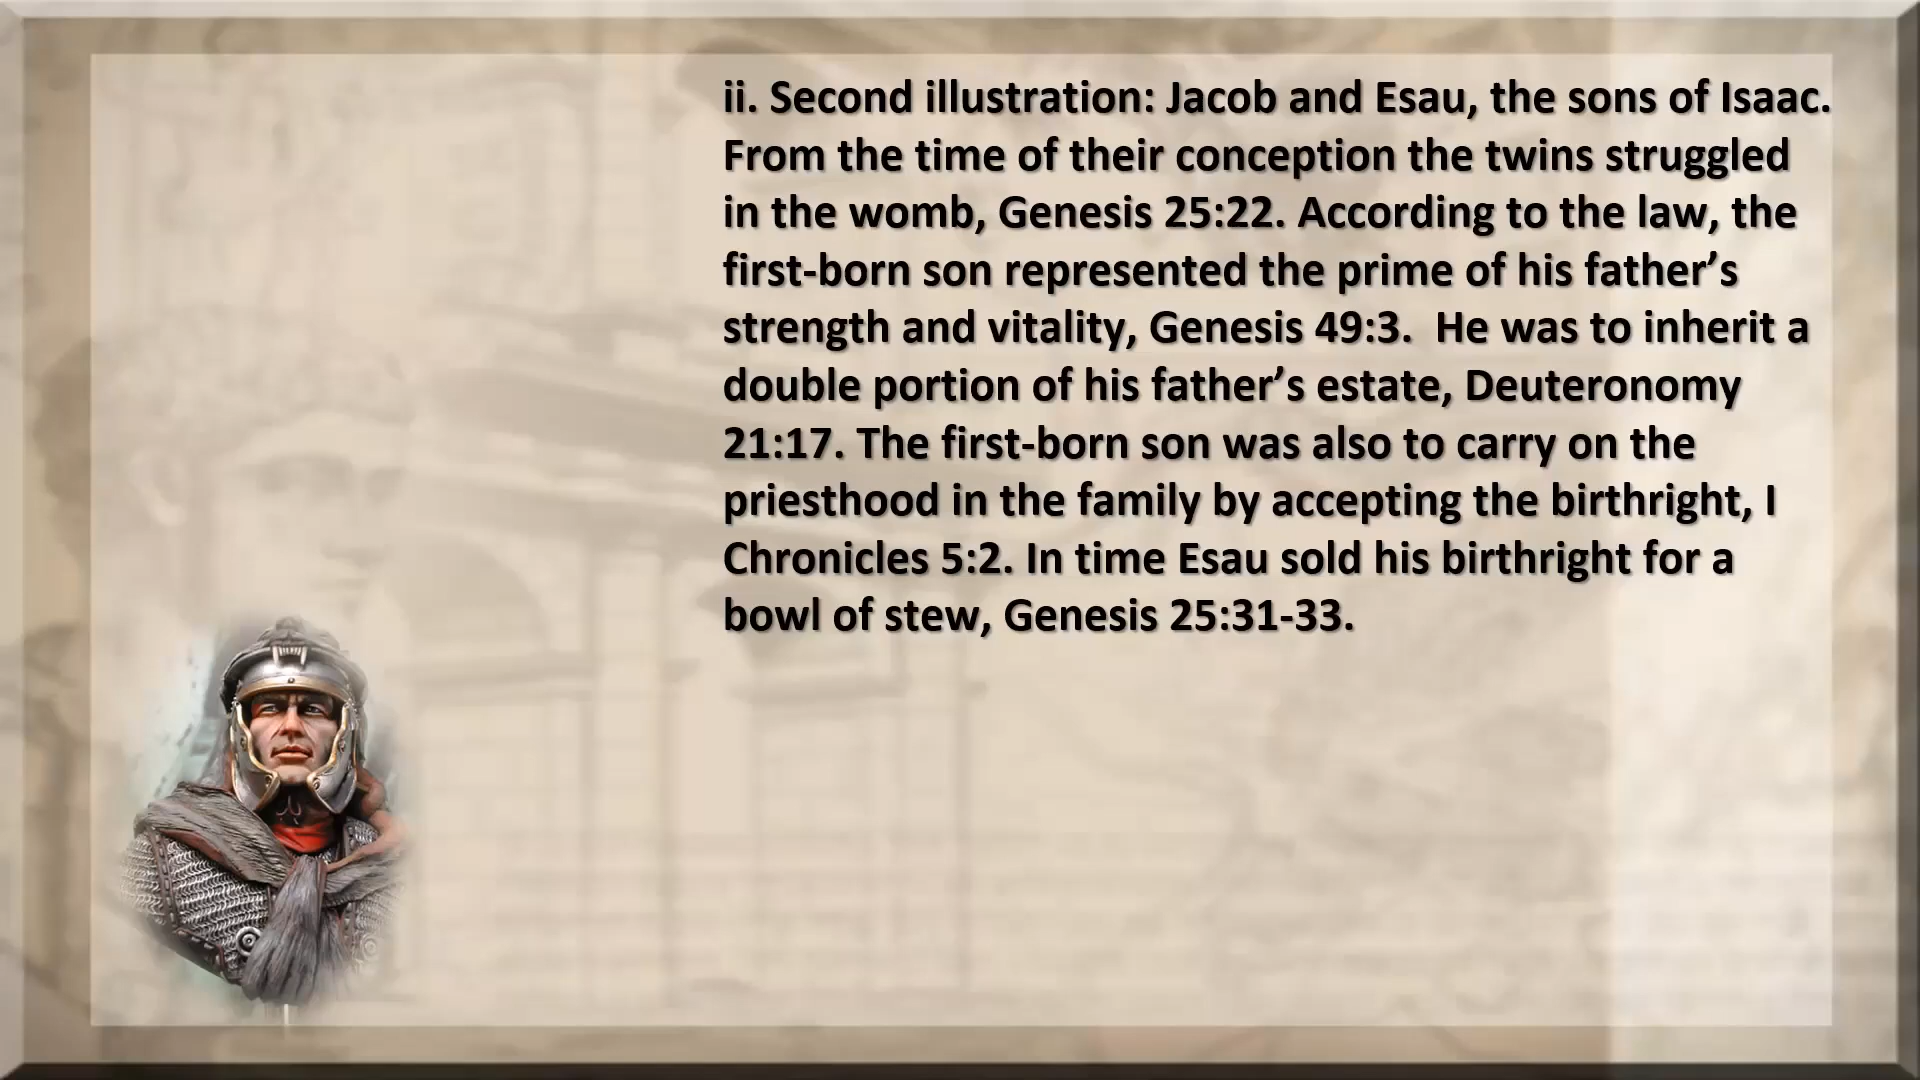 ii. Second illustration: Jacob and Esau, the sons of Isaac.
From the time of their conception the twins struggled
in the womb, Genesis 25:22. According to the law, the
first-born son represented the prime of his father’s
strength and vitality, Genesis 49:3.  He was to inherit a
double portion of his father’s estate, Deuteronomy
21:17. The first-born son was also to carry on the
priesthood in the family by accepting the birthright, I
Chronicles 5:2. In time Esau sold his birthright for a
bowl of stew, Genesis 25:31-33.